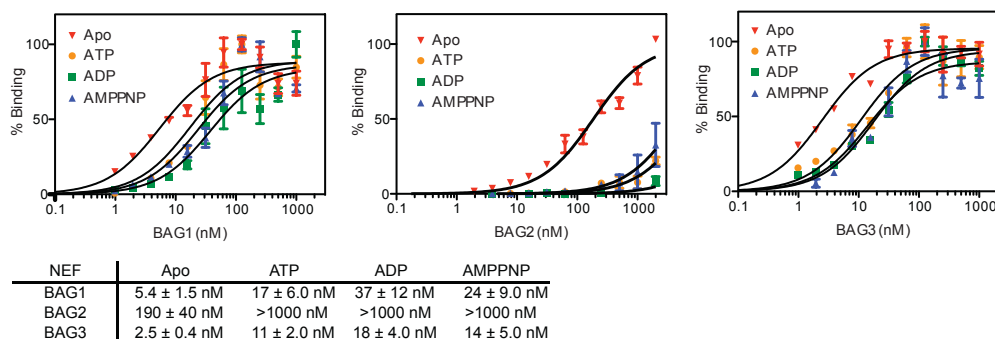 100
50
0
% Binding
Apo
ATP
ADP
AMPPNP
0.1 1 10 100 1000
BAG1 (nM)
100
50
0
% Binding
Apo
ATP
ADP
AMPPNP
0.1 1 10 100 1000
BAG2 (nM)
100
50
0
% Binding
Apo
ATP
ADP
AMPPNP
0.1 1 10 100 1000
BAG3 (nM)
NEF Apo ATP ADP AMPPNP
BAG1 5.4 ± 1.5 nM 17 ± 6.0 nM 37 ± 12 nM 24 ± 9.0 nM
BAG2 190 ± 40 nM >1000 nM >1000 nM >1000 nM
BAG3 2.5 ± 0.4 nM 11 ± 2.0 nM 18 ± 4.0 nM 14 ± 5.0 nM